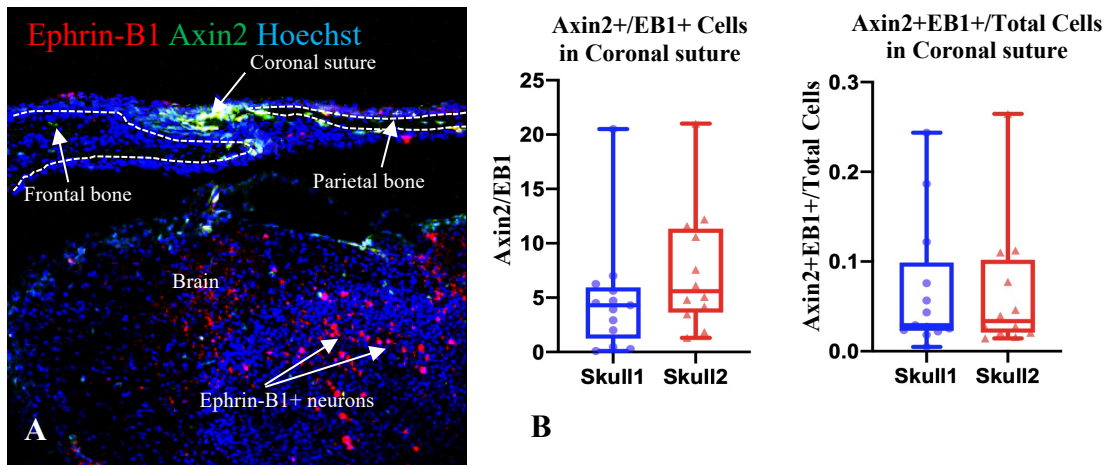 Ephrin-B1 Axin2 Hoechst
Coronal suture
Frontal bone
Parietal bone
Brain
Ephrin-B1+ neurons
A
Axin2+/EB1+ Cells
in Coronal suture
Axin2/EB1
25
20
15
10
5
0
Skull1
Skull2
B
Axin2+EB1+/Total Cells
in Coronal suture
Axin2+EB1+/Total Cells
0.3
0.2
0.1
0.0
Skull1
Skull2